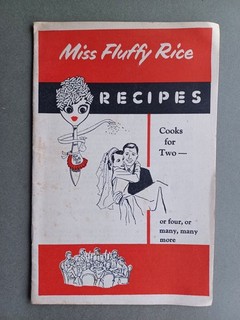 Miss Fluffy Rice
RECIPES
Cooks
for
Two—
or four, or
many, many
more